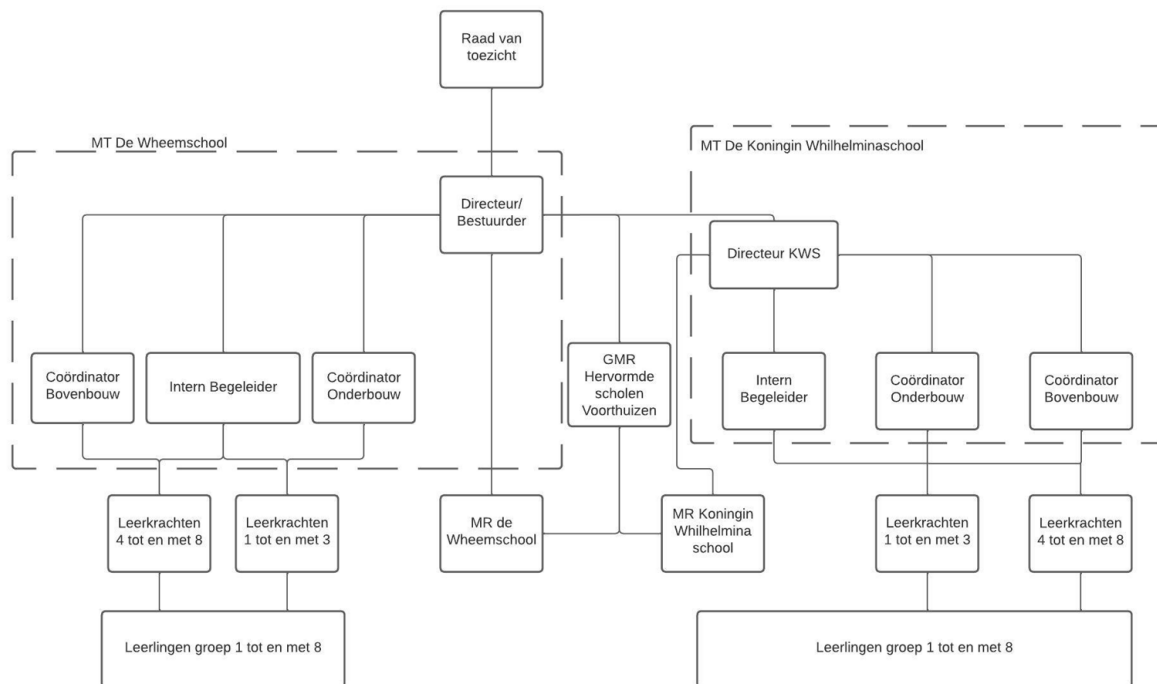 Raad van
toezicht
MT De Wheemschool
MT De Koningin Whilhelminaschool
Directeur/
Bestuurder
Directeur KWS
Coördinator
Bovenbouw
Intern Begeleider
Coördinator
Onderbouw
GMR
Hervormde
scholen
Voorthuizen
Intern
Begeleider
Coördinator
Onderbouw
Coördinator
Bovenbouw
Leerkrachten
4 tot en met 8
Leerkrachten
1 tot en met 3
MR de
Wheemschool
MR Koningin
Whilhelmina
school
Leerkrachten
1 tot en met 3
Leerkrachten
4 tot en met 8
Leerlingen groep 1 tot en met 8
Leerlingen groep 1 tot en met 8